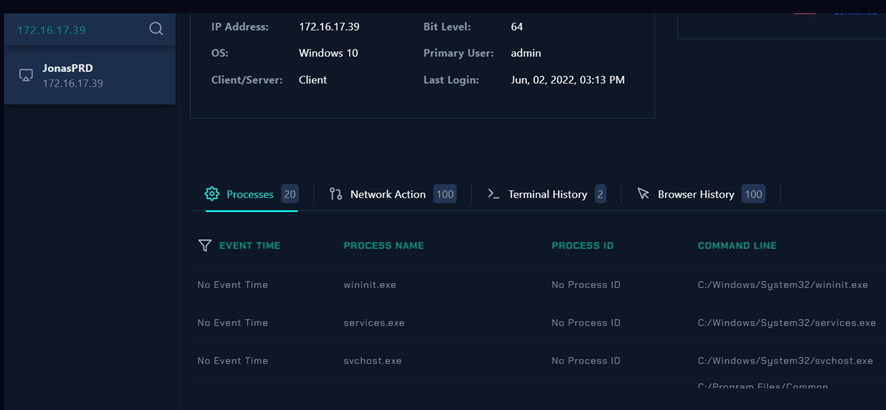 172.16.17.39
JonasPRD
172.16.17.39
IP Address: 172.16.17.39 Bit Level: 64
OS: Windows 10 Primary User: admin
Client/Server: Client Last Login: Jun, 02, 2022, 03:13 PM
Processes 20 Network Action 100 Terminal History 2 Browser History 100
EVENT TIME PROCESS NAME PROCESS ID COMMAND LINE
No Event Time wininit.exe No Process ID C:/Windows/System32/wininit.exe
No Event Time services.exe No Process ID C:/Windows/System32/services.exe
No Event Time svchost.exe No Process ID C:/Windows/System32/svchost.exe
C:/Program Files/Common